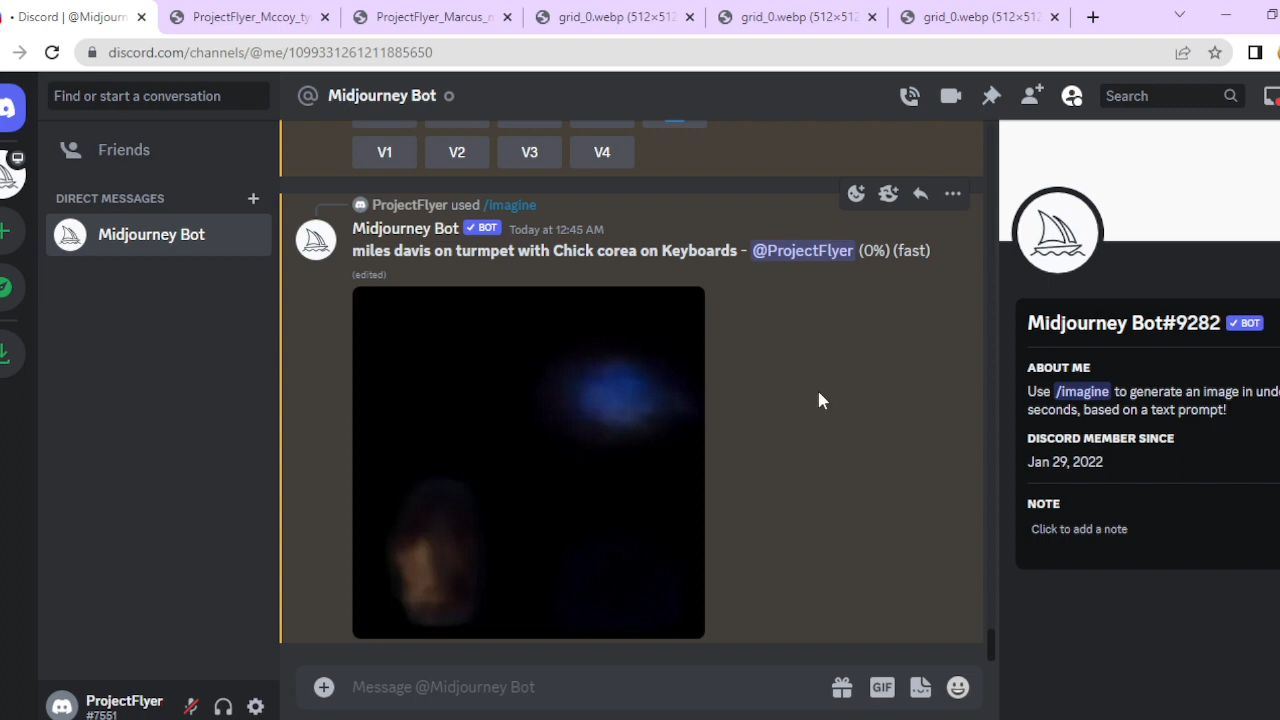 Discord | @Midjourn
ProjectFlyer_Mccoy_ty
ProjectFlyer_Marcus_
grid_0.webp (512×512
grid_0.webp (512×512
grid_0.webp (512×512
discord.com/channels/@me/1099331261211885650
Find or start a conversation
Midjourney Bot
Search
Friends
DIRECT MESSAGES
Midjourney Bot
V1 V2 V3 V4
ProjectFlyer used /imagine
Midjourney Bot BOT Today at 12:45 AM
miles davis on turmpet with Chick corea on Keyboards - @ProjectFlyer (0%) (fast)
(edited)
Midjourney Bot#9282 BOT
ABOUT ME
Use /imagine to generate an image in und
seconds, based on a text prompt!
DISCORD MEMBER SINCE
Jan 29, 2022
NOTE
Click to add a note
Message @Midjourney Bot
GIF
ProjectFlyer
#7551